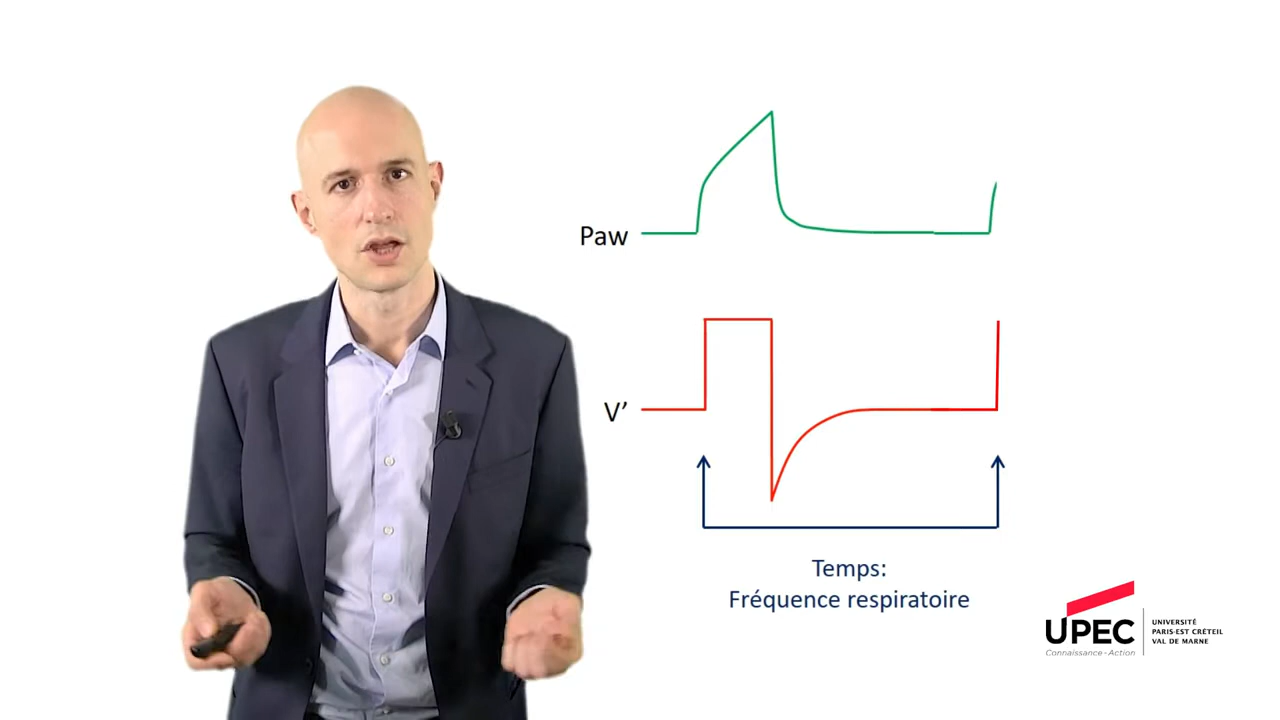 Paw
V’
Temps:
Fréquence respiratoire
UPEC
Connaissance - Action
UNIVERSITÉ
PARIS-EST CRÉTEIL
VAL DE MARNE